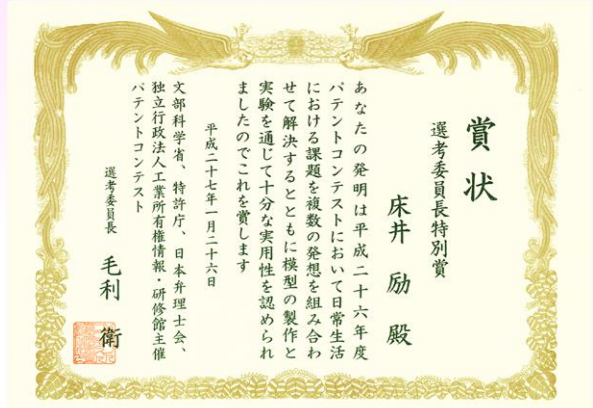 賞状
選考委員長特別賞
床井 励 殿
あなたの発明は平成二十六年度
パテントコンテストにおいて日常生活
における課題を複数の発想を組み合わ
せて解決するとともに模型の製作と
実験を通じて十分な実用性を認められ
ましたのでこれを賞します
平成二十七年一月二十六日
文部科学省、特許庁、日本弁理士会、
独立行政法人工業所有権情報・研修館主催
パテントコンテスト
選考委員長 毛利 衛